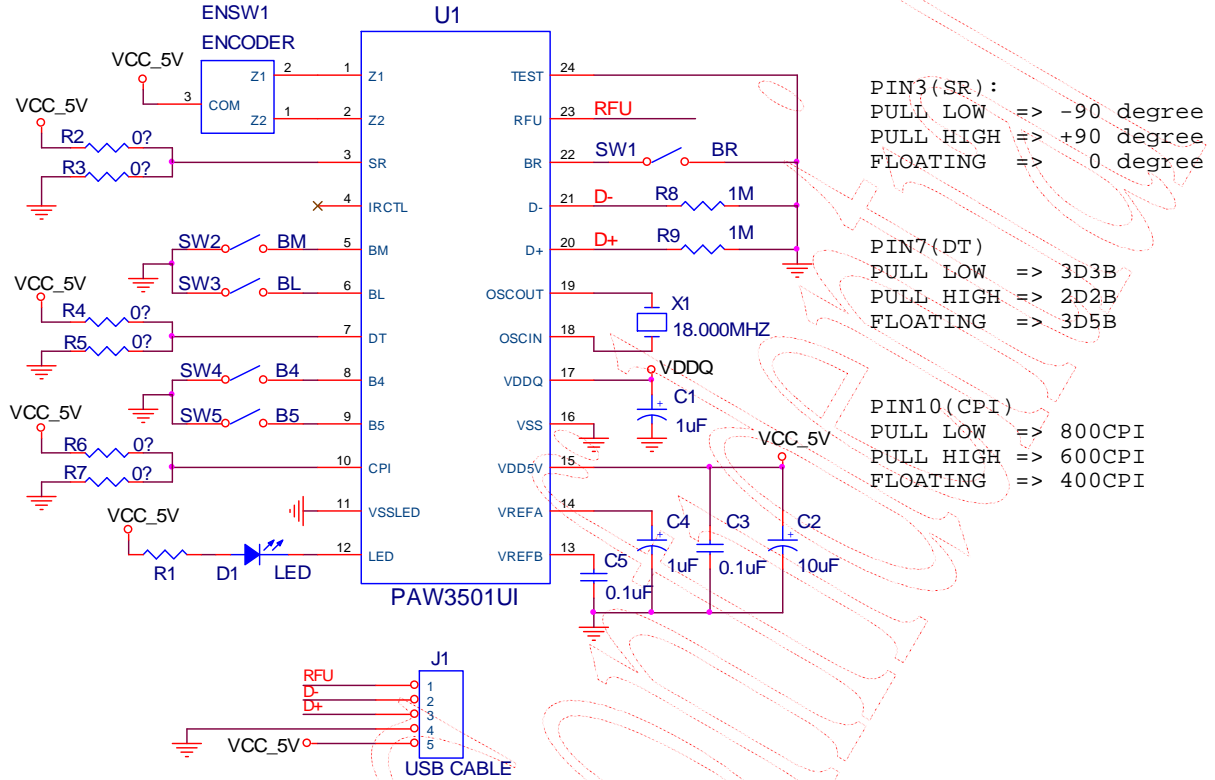 ENSW1
ENCODER
VCC_5V
3
COM
Z1
Z2
2
1
U1
PAW3501UI
1 Z1
2 Z2
3 SR
4 IRCTL
5 BM
6 BL
7 DT
8 B4
9 B5
10 CPI
11 VSSLED
12 LED
TEST 24
RFU 23
BR 22
D- 21
D+ 20
OSCOUT 19
OSCIN 18
VDDQ 17
VSS 16
VDD5V 15
VREFA 14
VREFB 13
VCC_5V
R2 0?
R3 0?
SW2 BM
SW3 BL
VCC_5V
R4 0?
R5 0?
SW4 B4
SW5 B5
VCC_5V
R6 0?
R7 0?
VCC_5V
R1
D1
LED
RFU
SW1 BR
D- R8 1M
D+ R9 1M
X1
18.000MHZ
VDDQ
C1
+
1uF
VCC_5V
C5
0.1uF
C4
+
1uF
C3
0.1uF
C2
+
10uF
PIN3(SR):
PULL LOW => -90 degree
PULL HIGH => +90 degree
FLOATING => 0 degree
PIN7(DT)
PULL LOW => 3D3B
PULL HIGH => 2D2B
FLOATING => 3D5B
PIN10(CPI)
PULL LOW => 800CPI
PULL HIGH => 600CPI
FLOATING => 400CPI
J1
RFU 1
D- 2
D+ 3
4
VCC_5V 5
USB CABLE